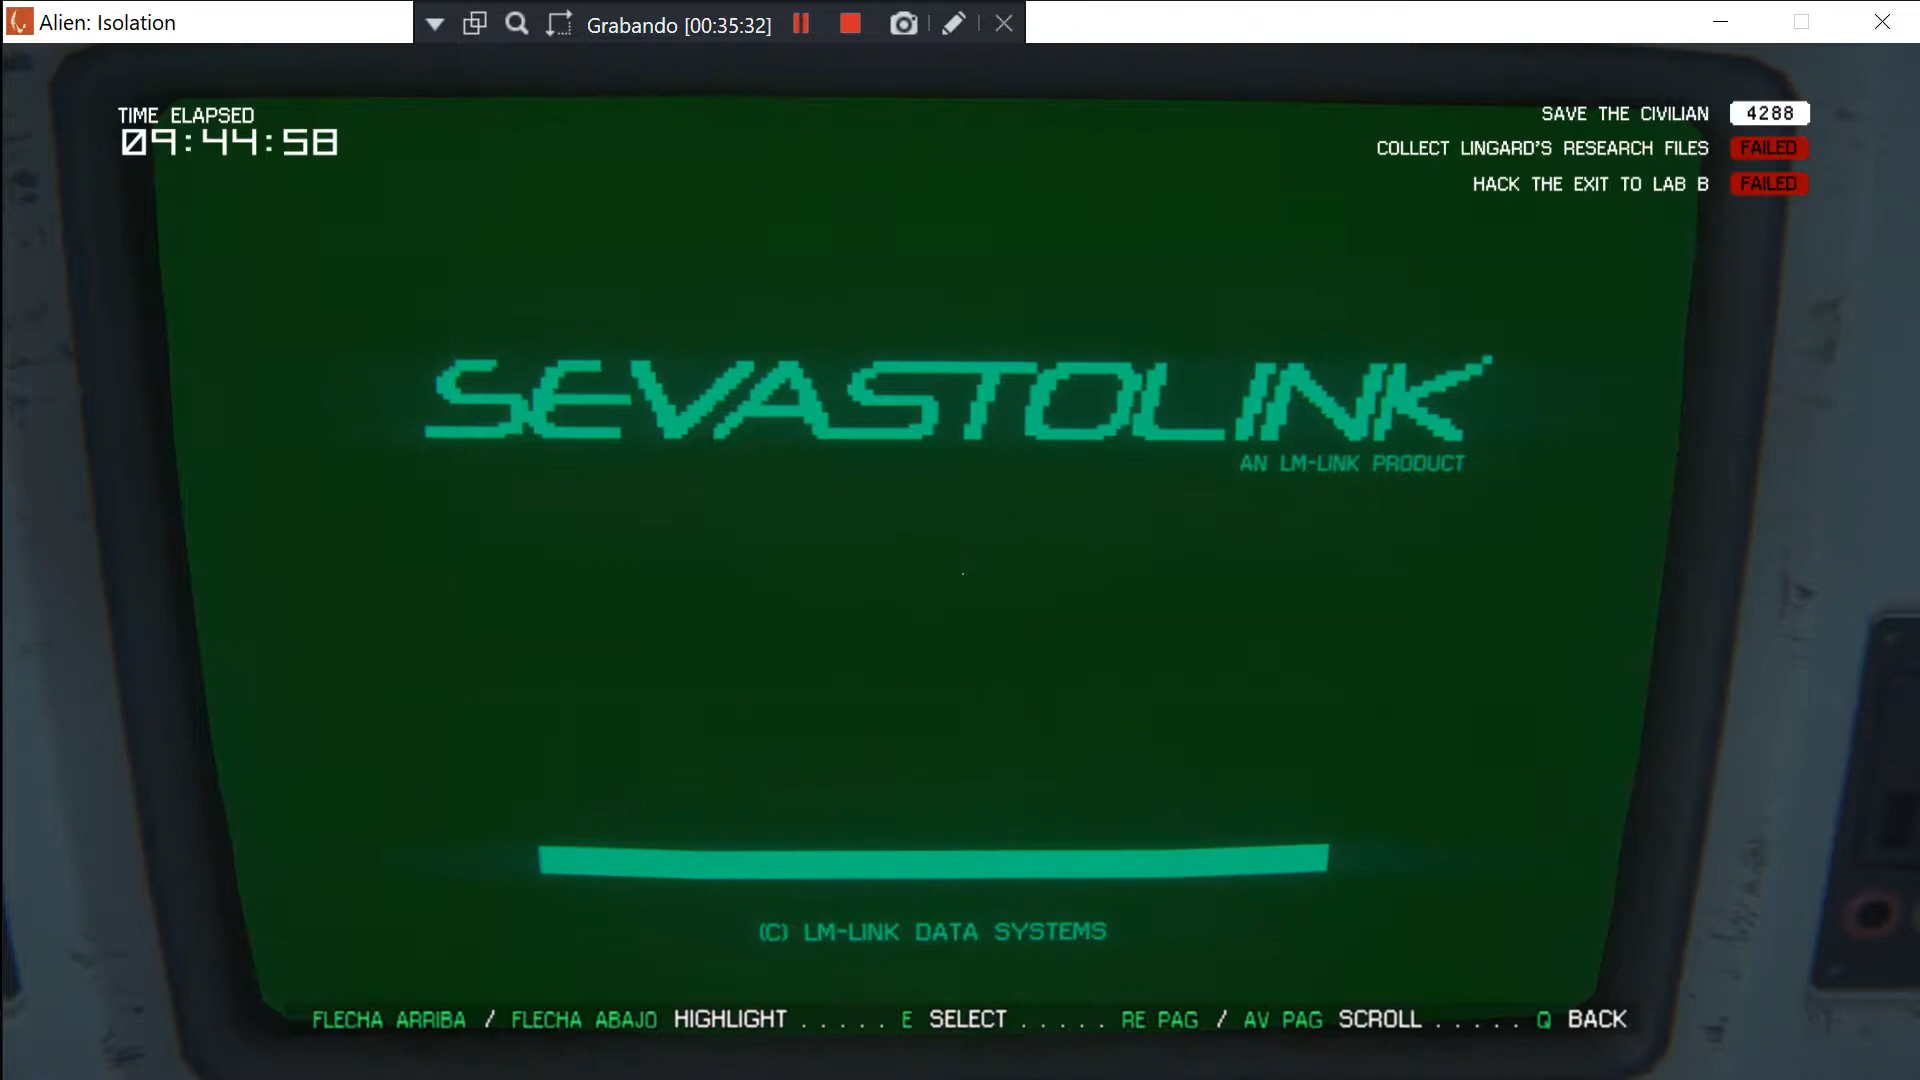 Alien: Isolation
Grabando [00:35:32]
TIME ELAPSED
09:44:58
SAVE THE CIVILIAN 4288
COLLECT LINGARD'S RESEARCH FILES FAILED
HACK THE EXIT TO LAB B FAILED
SEVASTOLINK
AN LM-LINK PRODUCT
(C) LM-LINK DATA SYSTEMS
FLECHA ARRIBA / FLECHA ABAJO HIGHLIGHT ..... E SELECT ..... RE PAG / AV PAG SCROLL ..... Q BACK